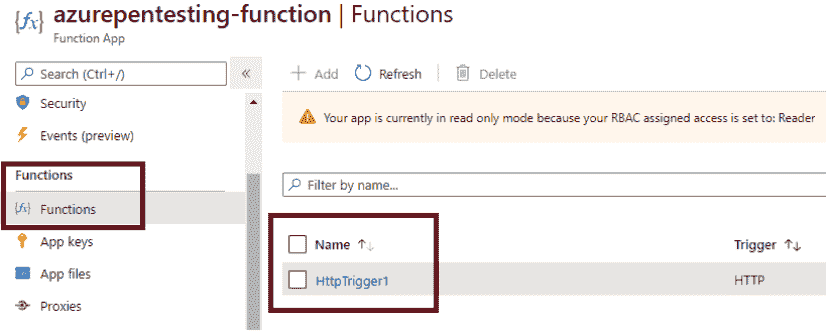 {fx} azurepentesting-function | Functions
Function App
Search (Ctrl+/) «
Add Refresh Delete
Security
Events (preview)
Your app is currently in read only mode because your RBAC assigned access is set to: Reader
Functions
{fx} Functions
Filter by name...
App keys
Name ↑↓ Trigger ↑↓
App files
HttpTrigger1 HTTP
Proxies